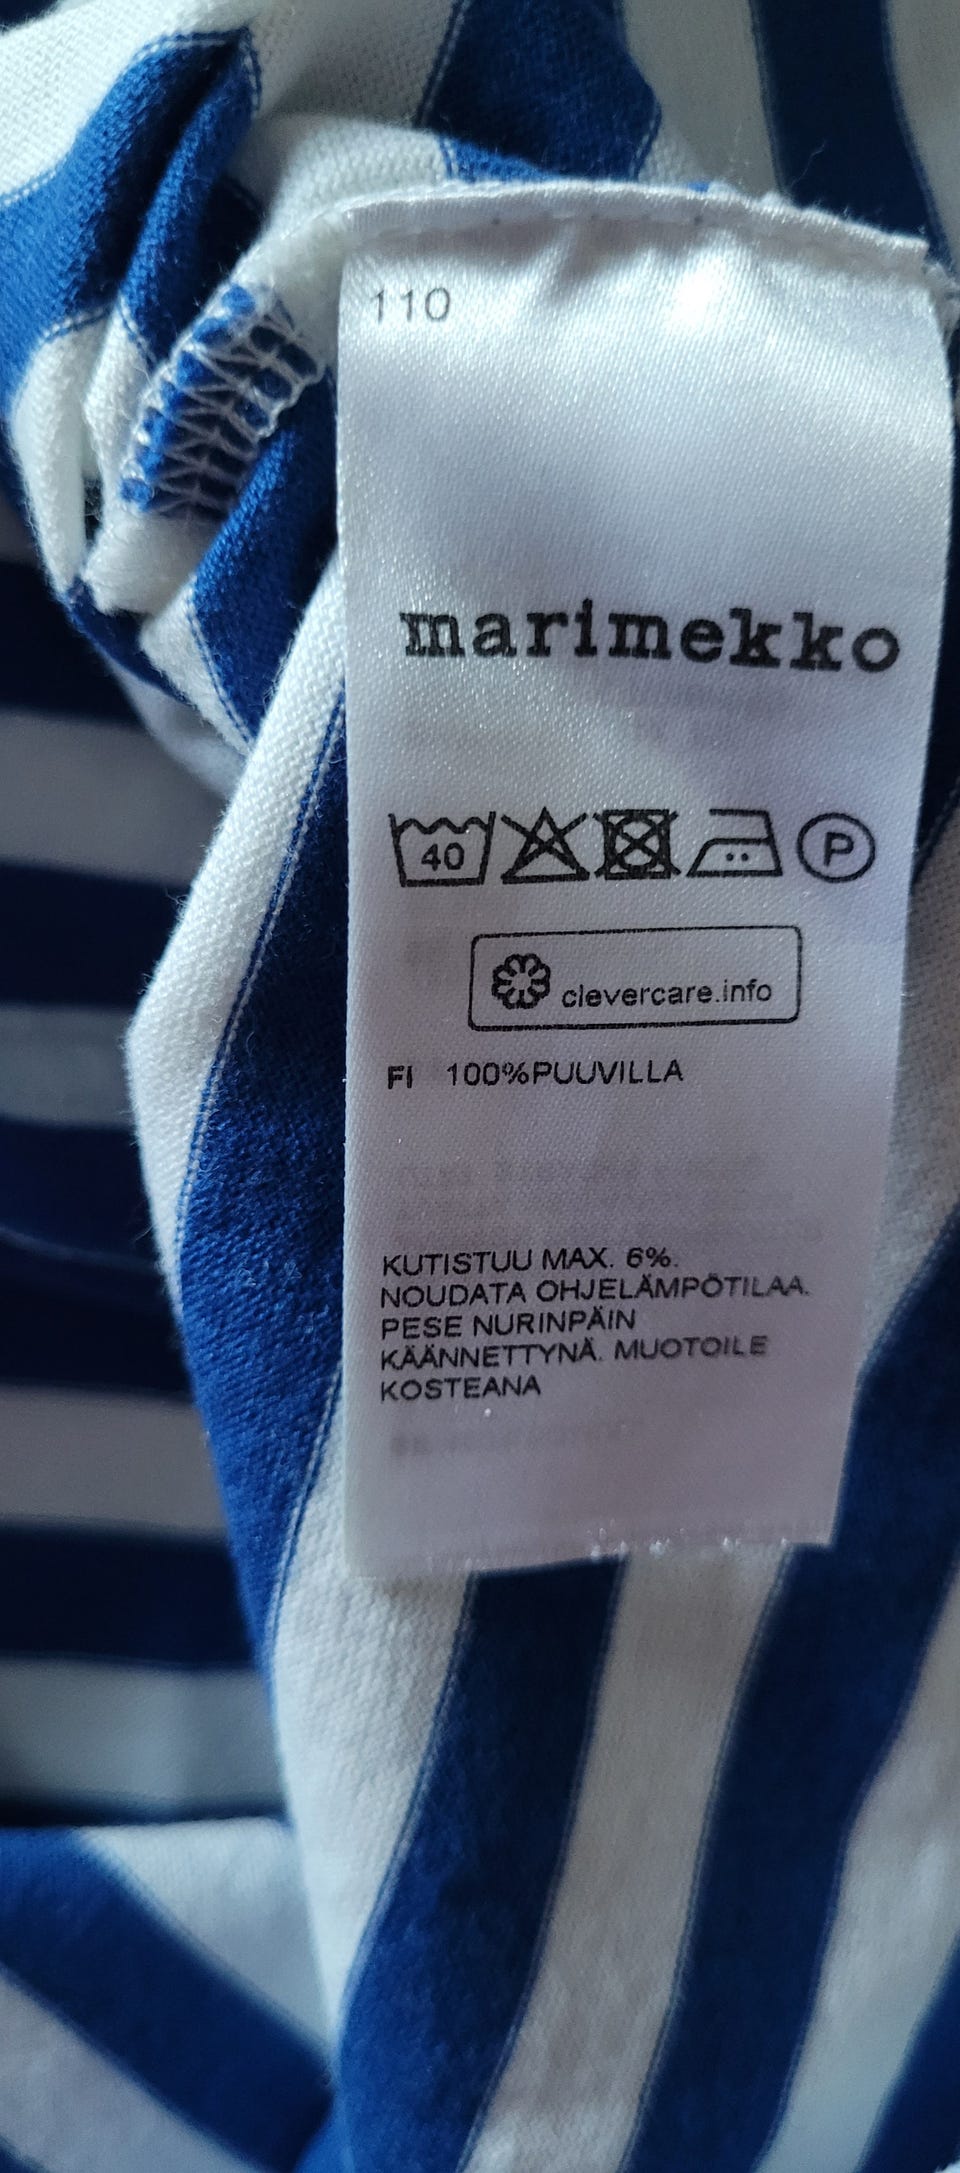 110
marimekko
40 P
clevercare.info
FI 100%PUUVILLA
KUTISTUU MAX. 6%.
NOUDATA OHJELÄMPÖTILAA.
PESE NURINPÄIN
KÄÄNNETTYNÄ. MUOTOILE
KOSTEANA